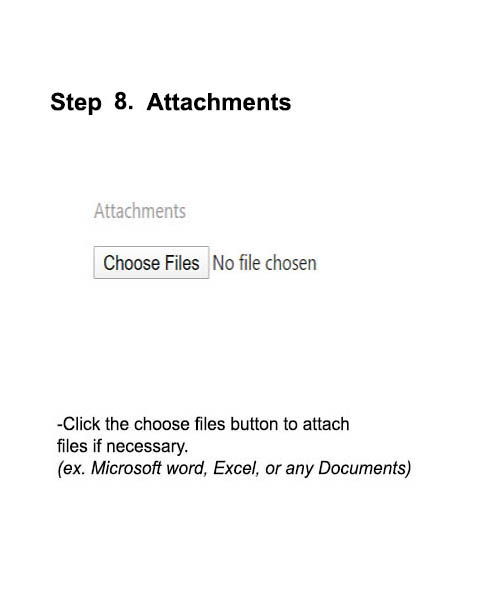 Step 8. Attachments
Attachments
Choose Files No file chosen
-Click the choose files button to attach
files if necessary.
(ex. Microsoft word, Excel, or any Documents)